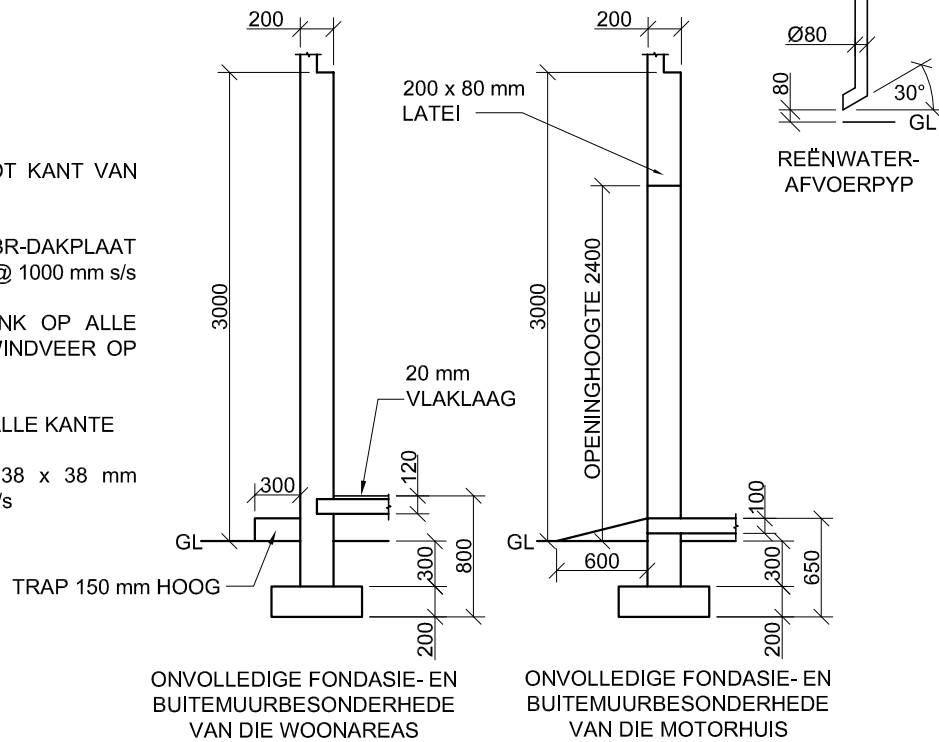 OT KANT VAN
BR-DAKPLAAT
@ 1000 mm s/s
NK OP ALLE
WINDVEER OP
ALLE KANTE
38 x 38 mm
/s
200
3000
20 mm
VLAKLAAG
120
300
GL
300
800
TRAP 150 mm HOOG
200
ONVOLLEDIGE FONDASIE- EN
BUITEMUURBESONDERHEDE
VAN DIE WOONAREAS
200
200 x 80 mm
LATEI
3000
OPENINGHOOGTE 2400
100
GL
600
300
650
200
ONVOLLEDIGE FONDASIE- EN
BUITEMUURBESONDERHEDE
VAN DIE MOTORHUIS
Ø80
80
30°
GL
REËNWATER-
AFVOERPYP